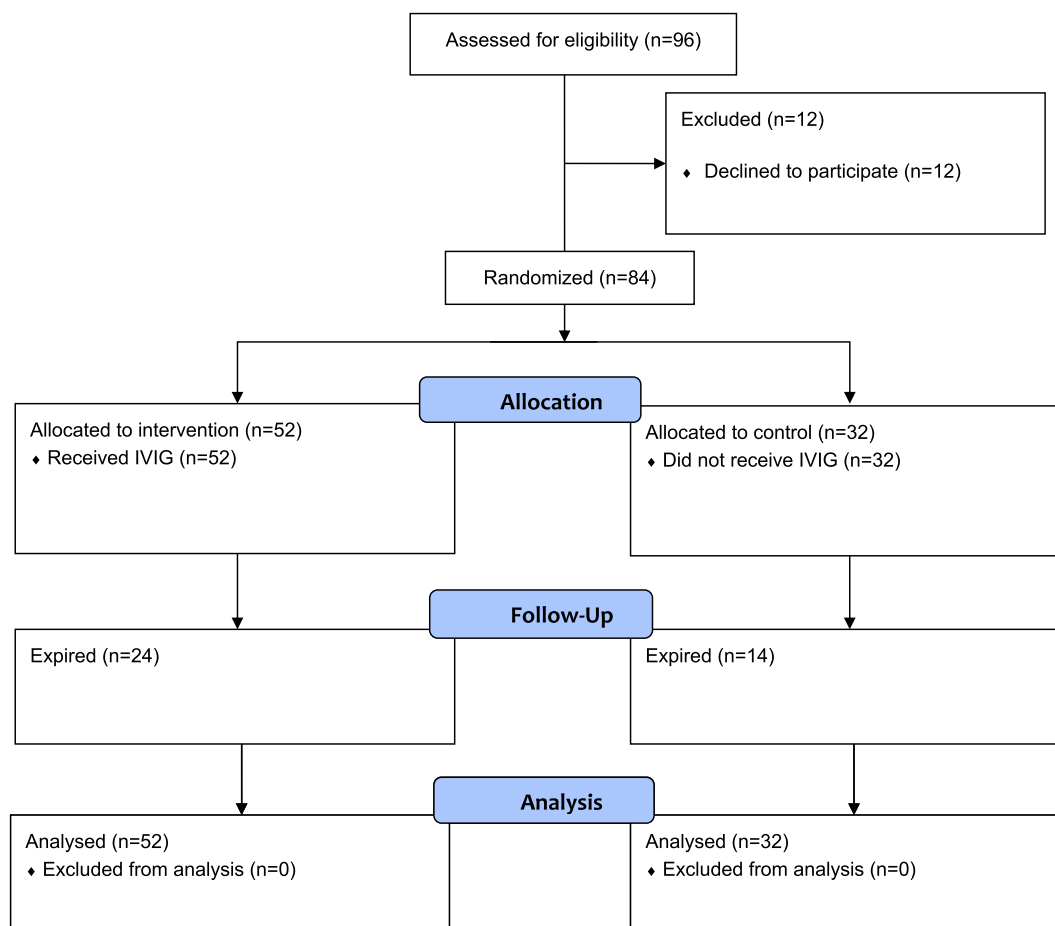 Assessed for eligibility (n=96)
Excluded (n=12)
♦ Declined to participate (n=12)
Randomized (n=84)
Allocation
Allocated to intervention (n=52)
♦ Received IVIG (n=52)
Allocated to control (n=32)
♦ Did not receive IVIG (n=32)
Follow-Up
Expired (n=24)
Expired (n=14)
Analysis
Analysed (n=52)
♦ Excluded from analysis (n=0)
Analysed (n=32)
♦ Excluded from analysis (n=0)